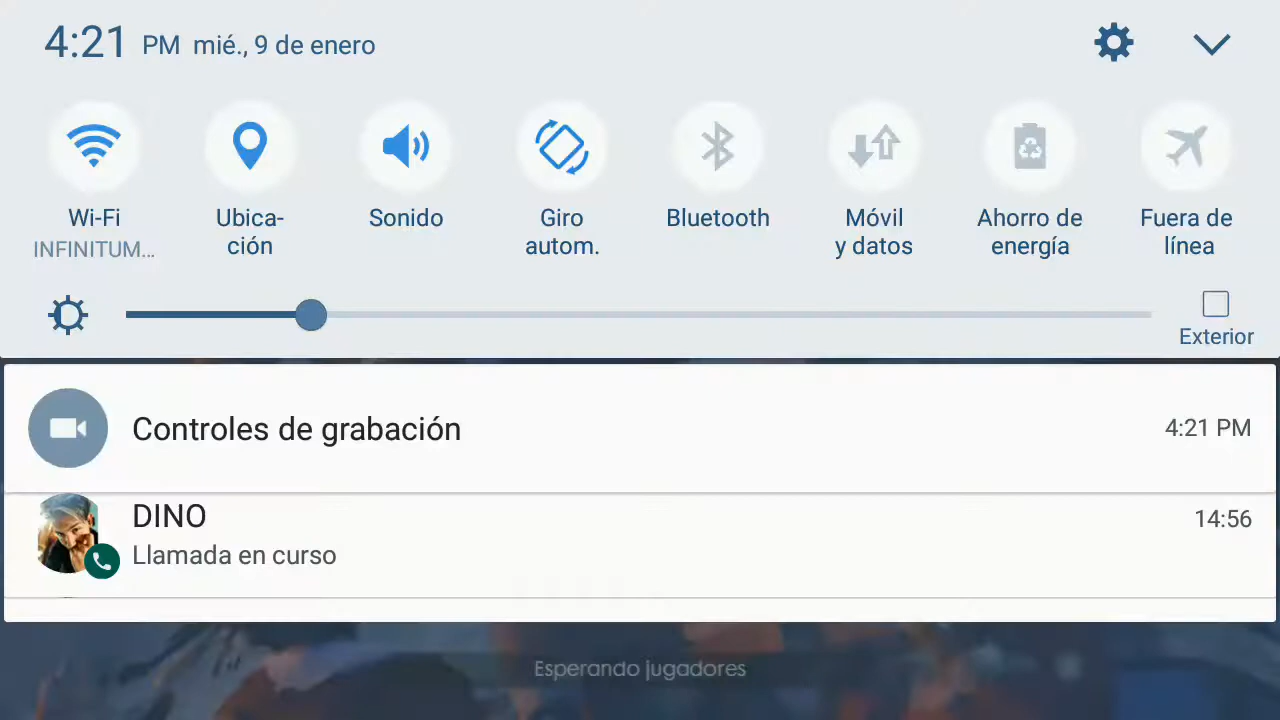 4:21 PM mié., 9 de enero
Wi-Fi
INFINITUM...
Ubica-
ción
Sonido
Giro
autom.
Bluetooth
Móvil
y datos
Ahorro de
energía
Fuera de
línea
Exterior
Controles de grabación 4:21 PM
DINO 14:56
Llamada en curso
Esperando jugadores